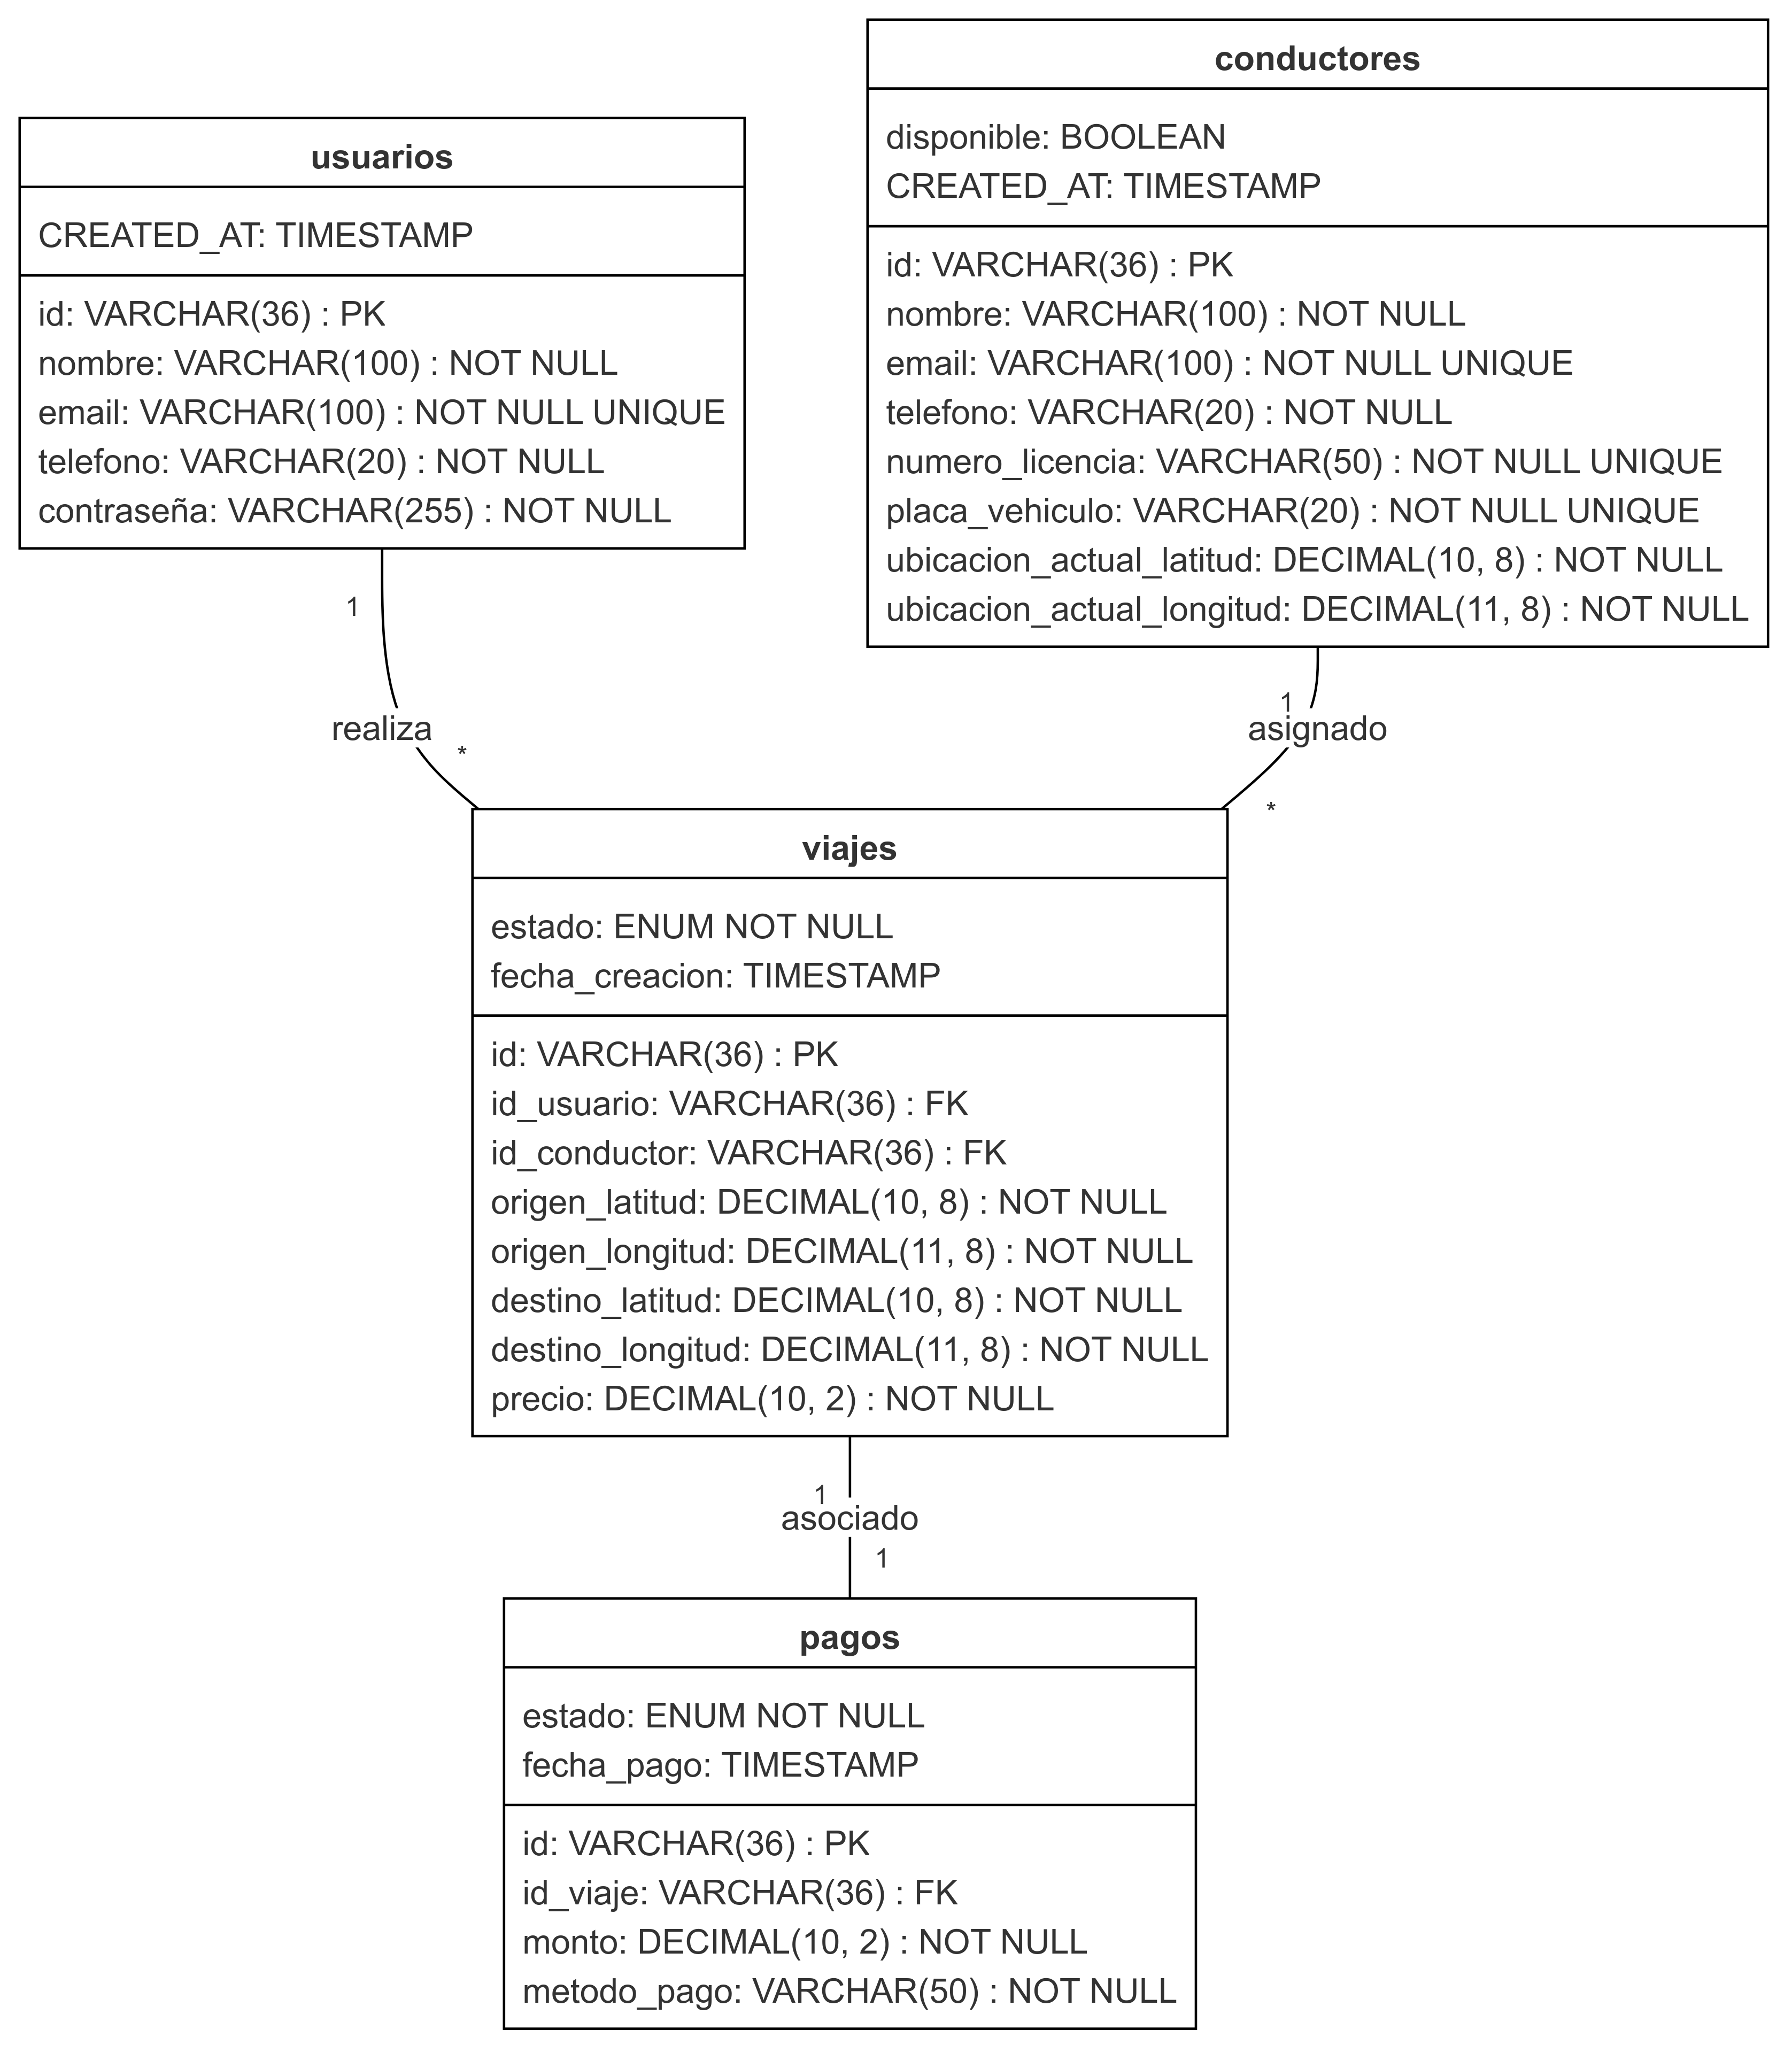 usuarios
CREATED_AT: TIMESTAMP
id: VARCHAR(36) : PK
nombre: VARCHAR(100) : NOT NULL
email: VARCHAR(100) : NOT NULL UNIQUE
telefono: VARCHAR(20) : NOT NULL
contraseña: VARCHAR(255) : NOT NULL
conductores
disponible: BOOLEAN
CREATED_AT: TIMESTAMP
id: VARCHAR(36) : PK
nombre: VARCHAR(100) : NOT NULL
email: VARCHAR(100) : NOT NULL UNIQUE
telefono: VARCHAR(20) : NOT NULL
numero_licencia: VARCHAR(50) : NOT NULL UNIQUE
placa_vehiculo: VARCHAR(20) : NOT NULL UNIQUE
ubicacion_actual_latitud: DECIMAL(10, 8) : NOT NULL
ubicacion_actual_longitud: DECIMAL(11, 8) : NOT NULL
1
realiza
*
1
asignado
*
viajes
estado: ENUM NOT NULL
fecha_creacion: TIMESTAMP
id: VARCHAR(36) : PK
id_usuario: VARCHAR(36) : FK
id_conductor: VARCHAR(36) : FK
origen_latitud: DECIMAL(10, 8) : NOT NULL
origen_longitud: DECIMAL(11, 8) : NOT NULL
destino_latitud: DECIMAL(10, 8) : NOT NULL
destino_longitud: DECIMAL(11, 8) : NOT NULL
precio: DECIMAL(10, 2) : NOT NULL
1
asociado
1
pagos
estado: ENUM NOT NULL
fecha_pago: TIMESTAMP
id: VARCHAR(36) : PK
id_viaje: VARCHAR(36) : FK
monto: DECIMAL(10, 2) : NOT NULL
metodo_pago: VARCHAR(50) : NOT NULL